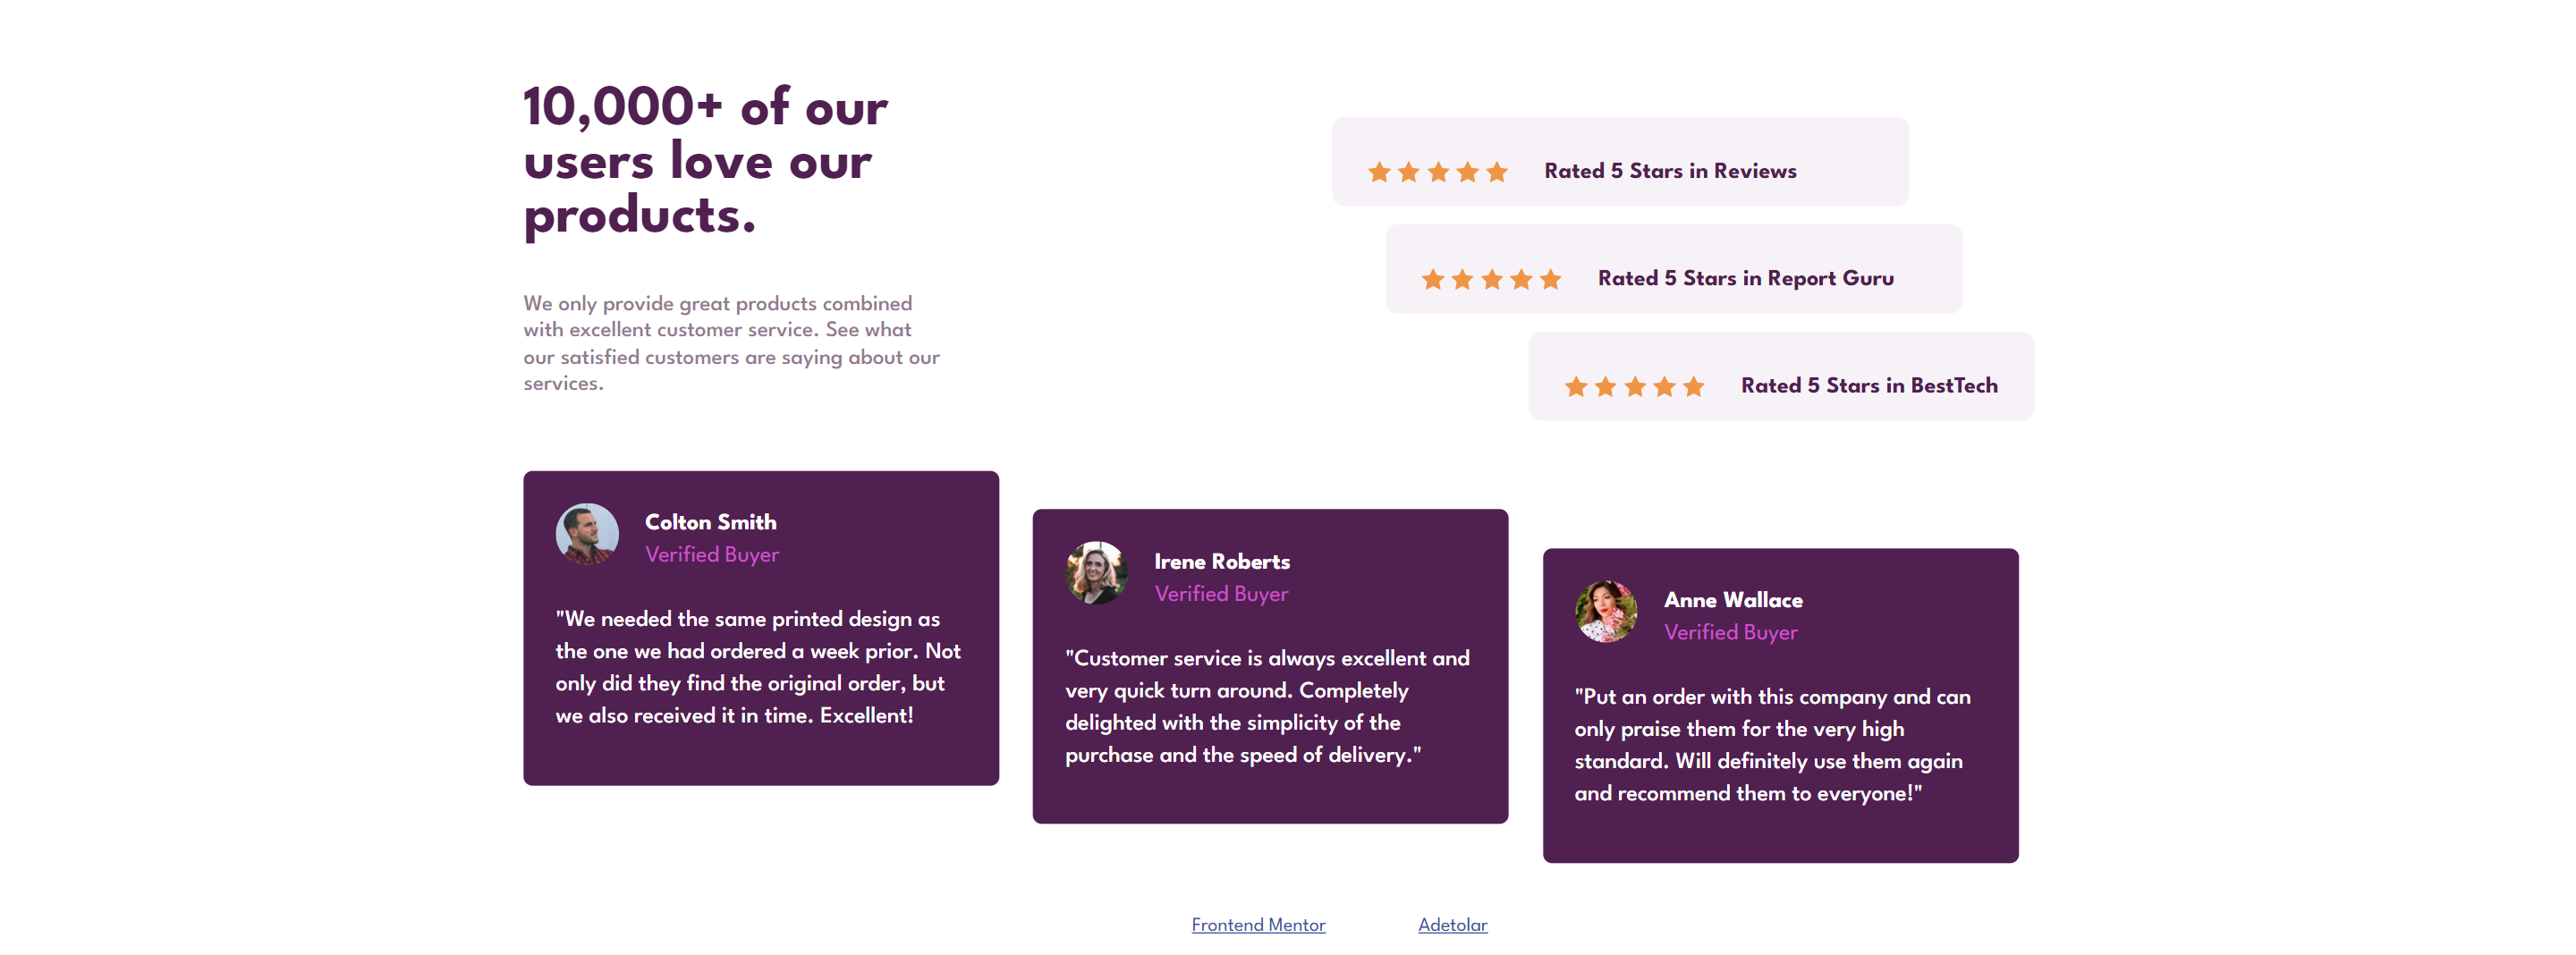 10,000+ of our
users love our
products.
We only provide great products combined
with excellent customer service. See what
our satisfied customers are saying about our
services.
Rated 5 Stars in Reviews
Rated 5 Stars in Report Guru
Rated 5 Stars in BestTech
Colton Smith
Verified Buyer
"We needed the same printed design as
the one we had ordered a week prior. Not
only did they find the original order, but
we also received it in time. Excellent!
Irene Roberts
Verified Buyer
"Customer service is always excellent and
very quick turn around. Completely
delighted with the simplicity of the
purchase and the speed of delivery."
Anne Wallace
Verified Buyer
"Put an order with this company and can
only praise them for the very high
standard. Will definitely use them again
and recommend them to everyone!"
Frontend Mentor
Adetolar